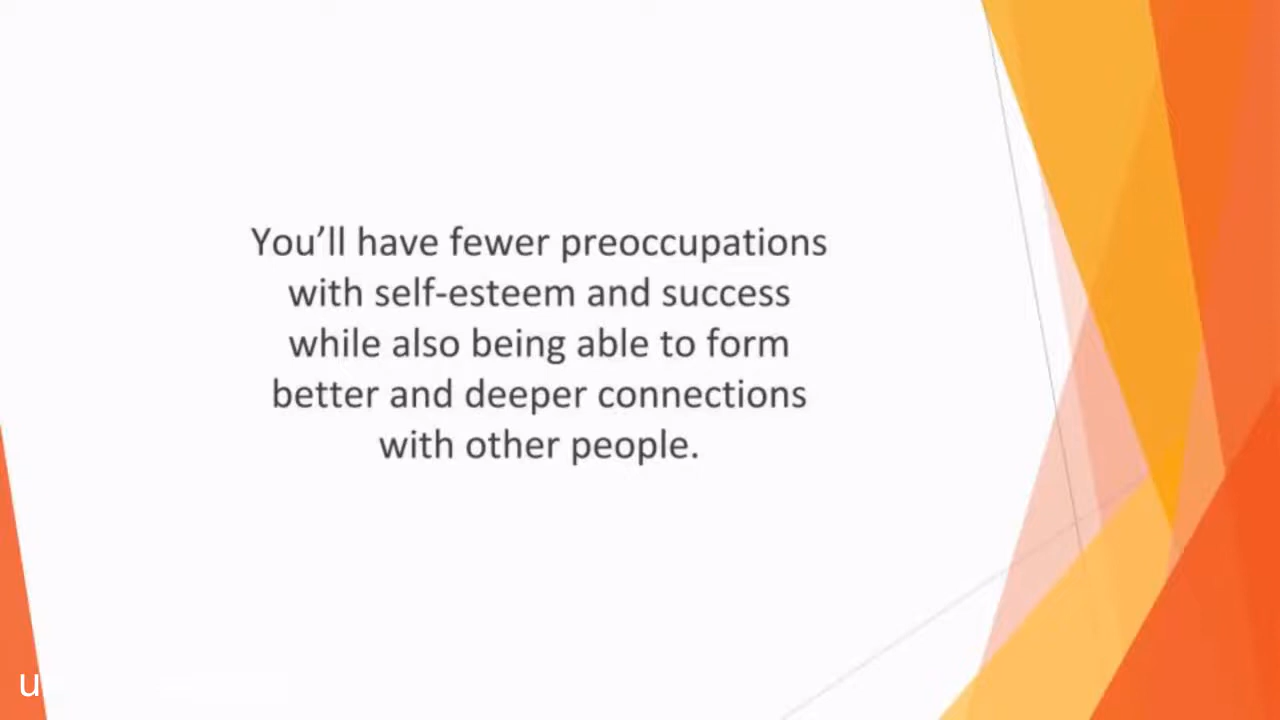 You’ll have fewer preoccupations
with self-esteem and success
while also being able to form
better and deeper connections
with other people.